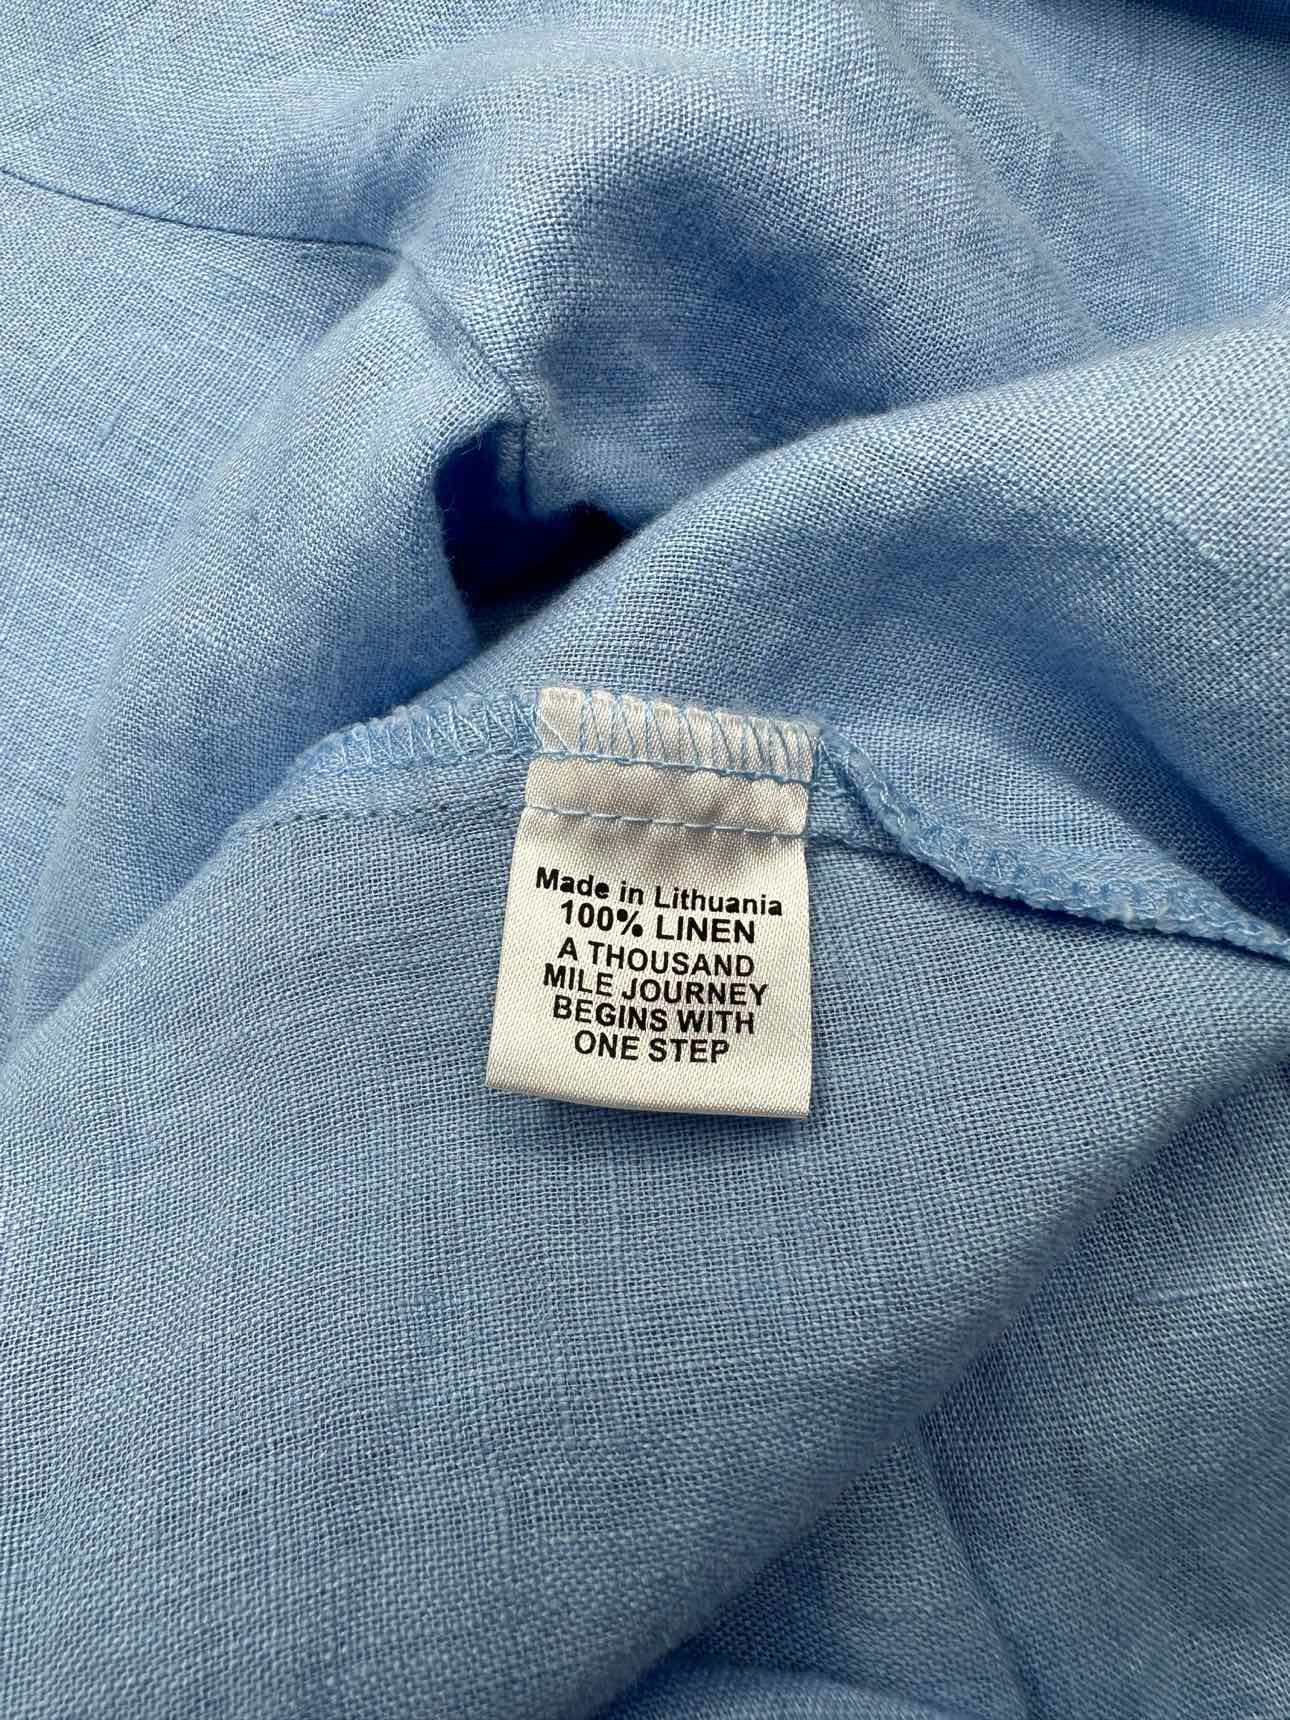 Made in Lithuania
100% LINEN
A THOUSAND
MILE JOURNEY
BEGINS WITH
ONE STEP